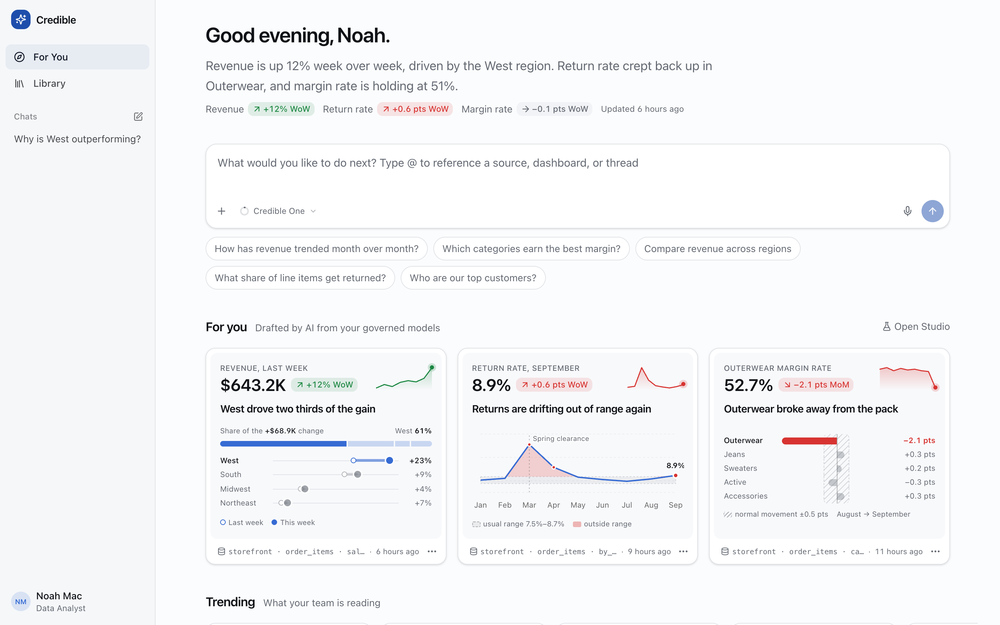 Credible
For You
Library
Chats
Why is West outperforming?
NM
Noah Mac
Data Analyst
Good evening, Noah.
Revenue is up 12% week over week, driven by the West region. Return rate crept back up in
Outerwear, and margin rate is holding at 51%.
Revenue +12% WoW Return rate +0.6 pts WoW Margin rate → −0.1 pts WoW Updated 6 hours ago
What would you like to do next? Type @ to reference a source, dashboard, or thread
Credible One
How has revenue trended month over month? Which categories earn the best margin? Compare revenue across regions
What share of line items get returned? Who are our top customers?
For you Drafted by AI from your governed models Open Studio
REVENUE, LAST WEEK
$643.2K +12% WoW
West drove two thirds of the gain
Share of the +$68.9K change West 61%
West +23%
South +9%
Midwest +4%
Northeast +7%
Last week This week
storefront · order_items · sal… · 6 hours ago
RETURN RATE, SEPTEMBER
8.9% +0.6 pts WoW
Returns are drifting out of range again
Spring clearance
8.9%
Jan Feb Mar Apr May Jun Jul Aug Sep
usual range 7.5%–8.7% outside range
storefront · order_items · by_… · 9 hours ago
OUTERWEAR MARGIN RATE
52.7% −2.1 pts MoM
Outerwear broke away from the pack
Outerwear −2.1 pts
Jeans +0.3 pts
Sweaters +0.2 pts
Active −0.3 pts
Accessories +0.3 pts
normal movement ±0.5 pts August → September
storefront · order_items · ca… · 11 hours ago
Trending What your team is reading